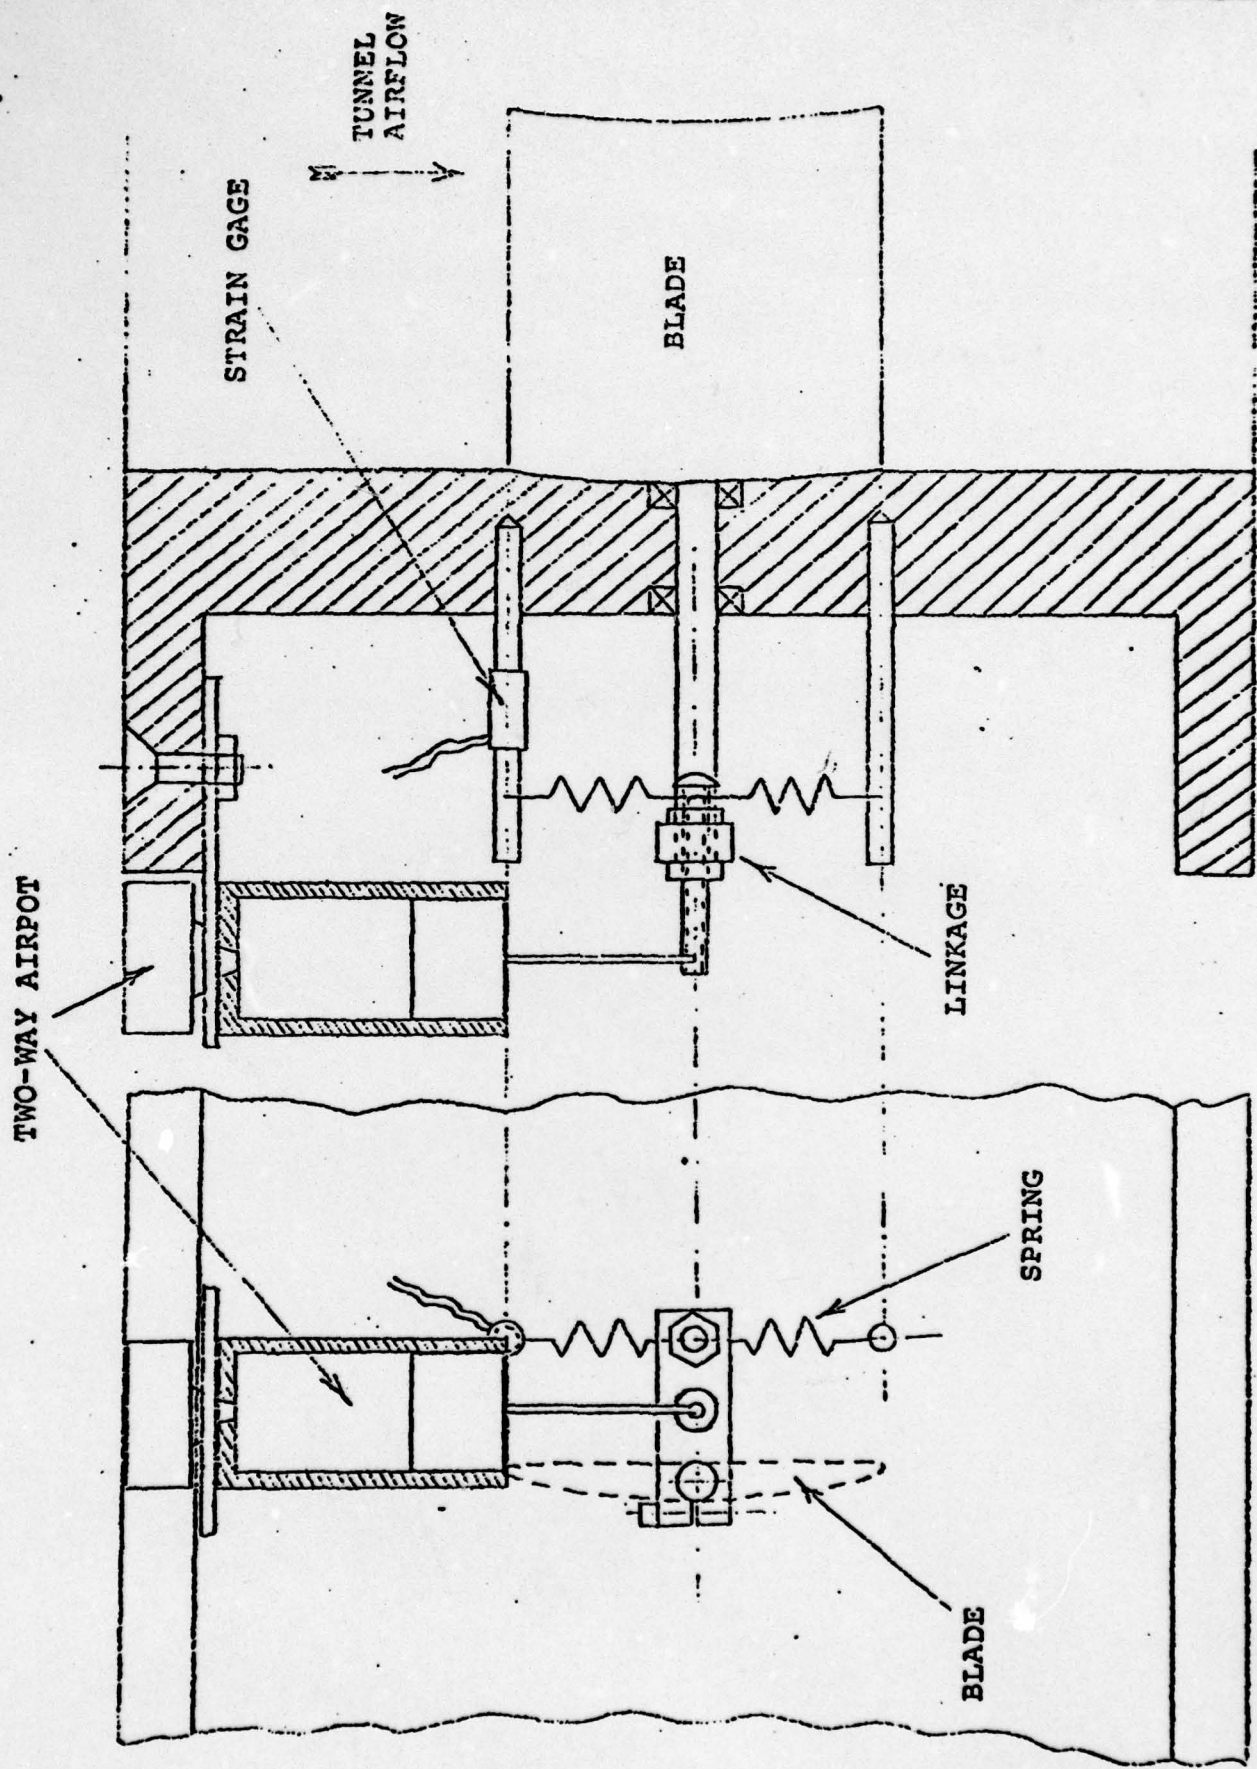 TWO-WAY AIRPOT
STRAIN GAGE
TUNNEL
AIRFLOW
BLADE
LINKAGE
SPRING
BLADE